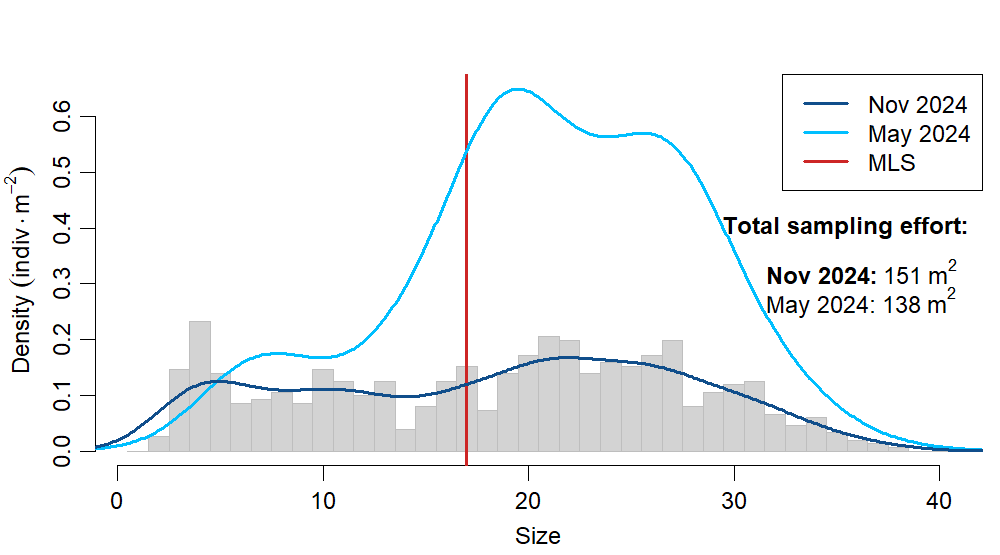 Nov 2024
May 2024
MLS
Total sampling effort:
Nov 2024: 151 m²
May 2024: 138 m²
Density (indiv · m⁻²)
0.6
0.5
0.4
0.3
0.2
0.1
0.0
0 10 20 30 40
Size